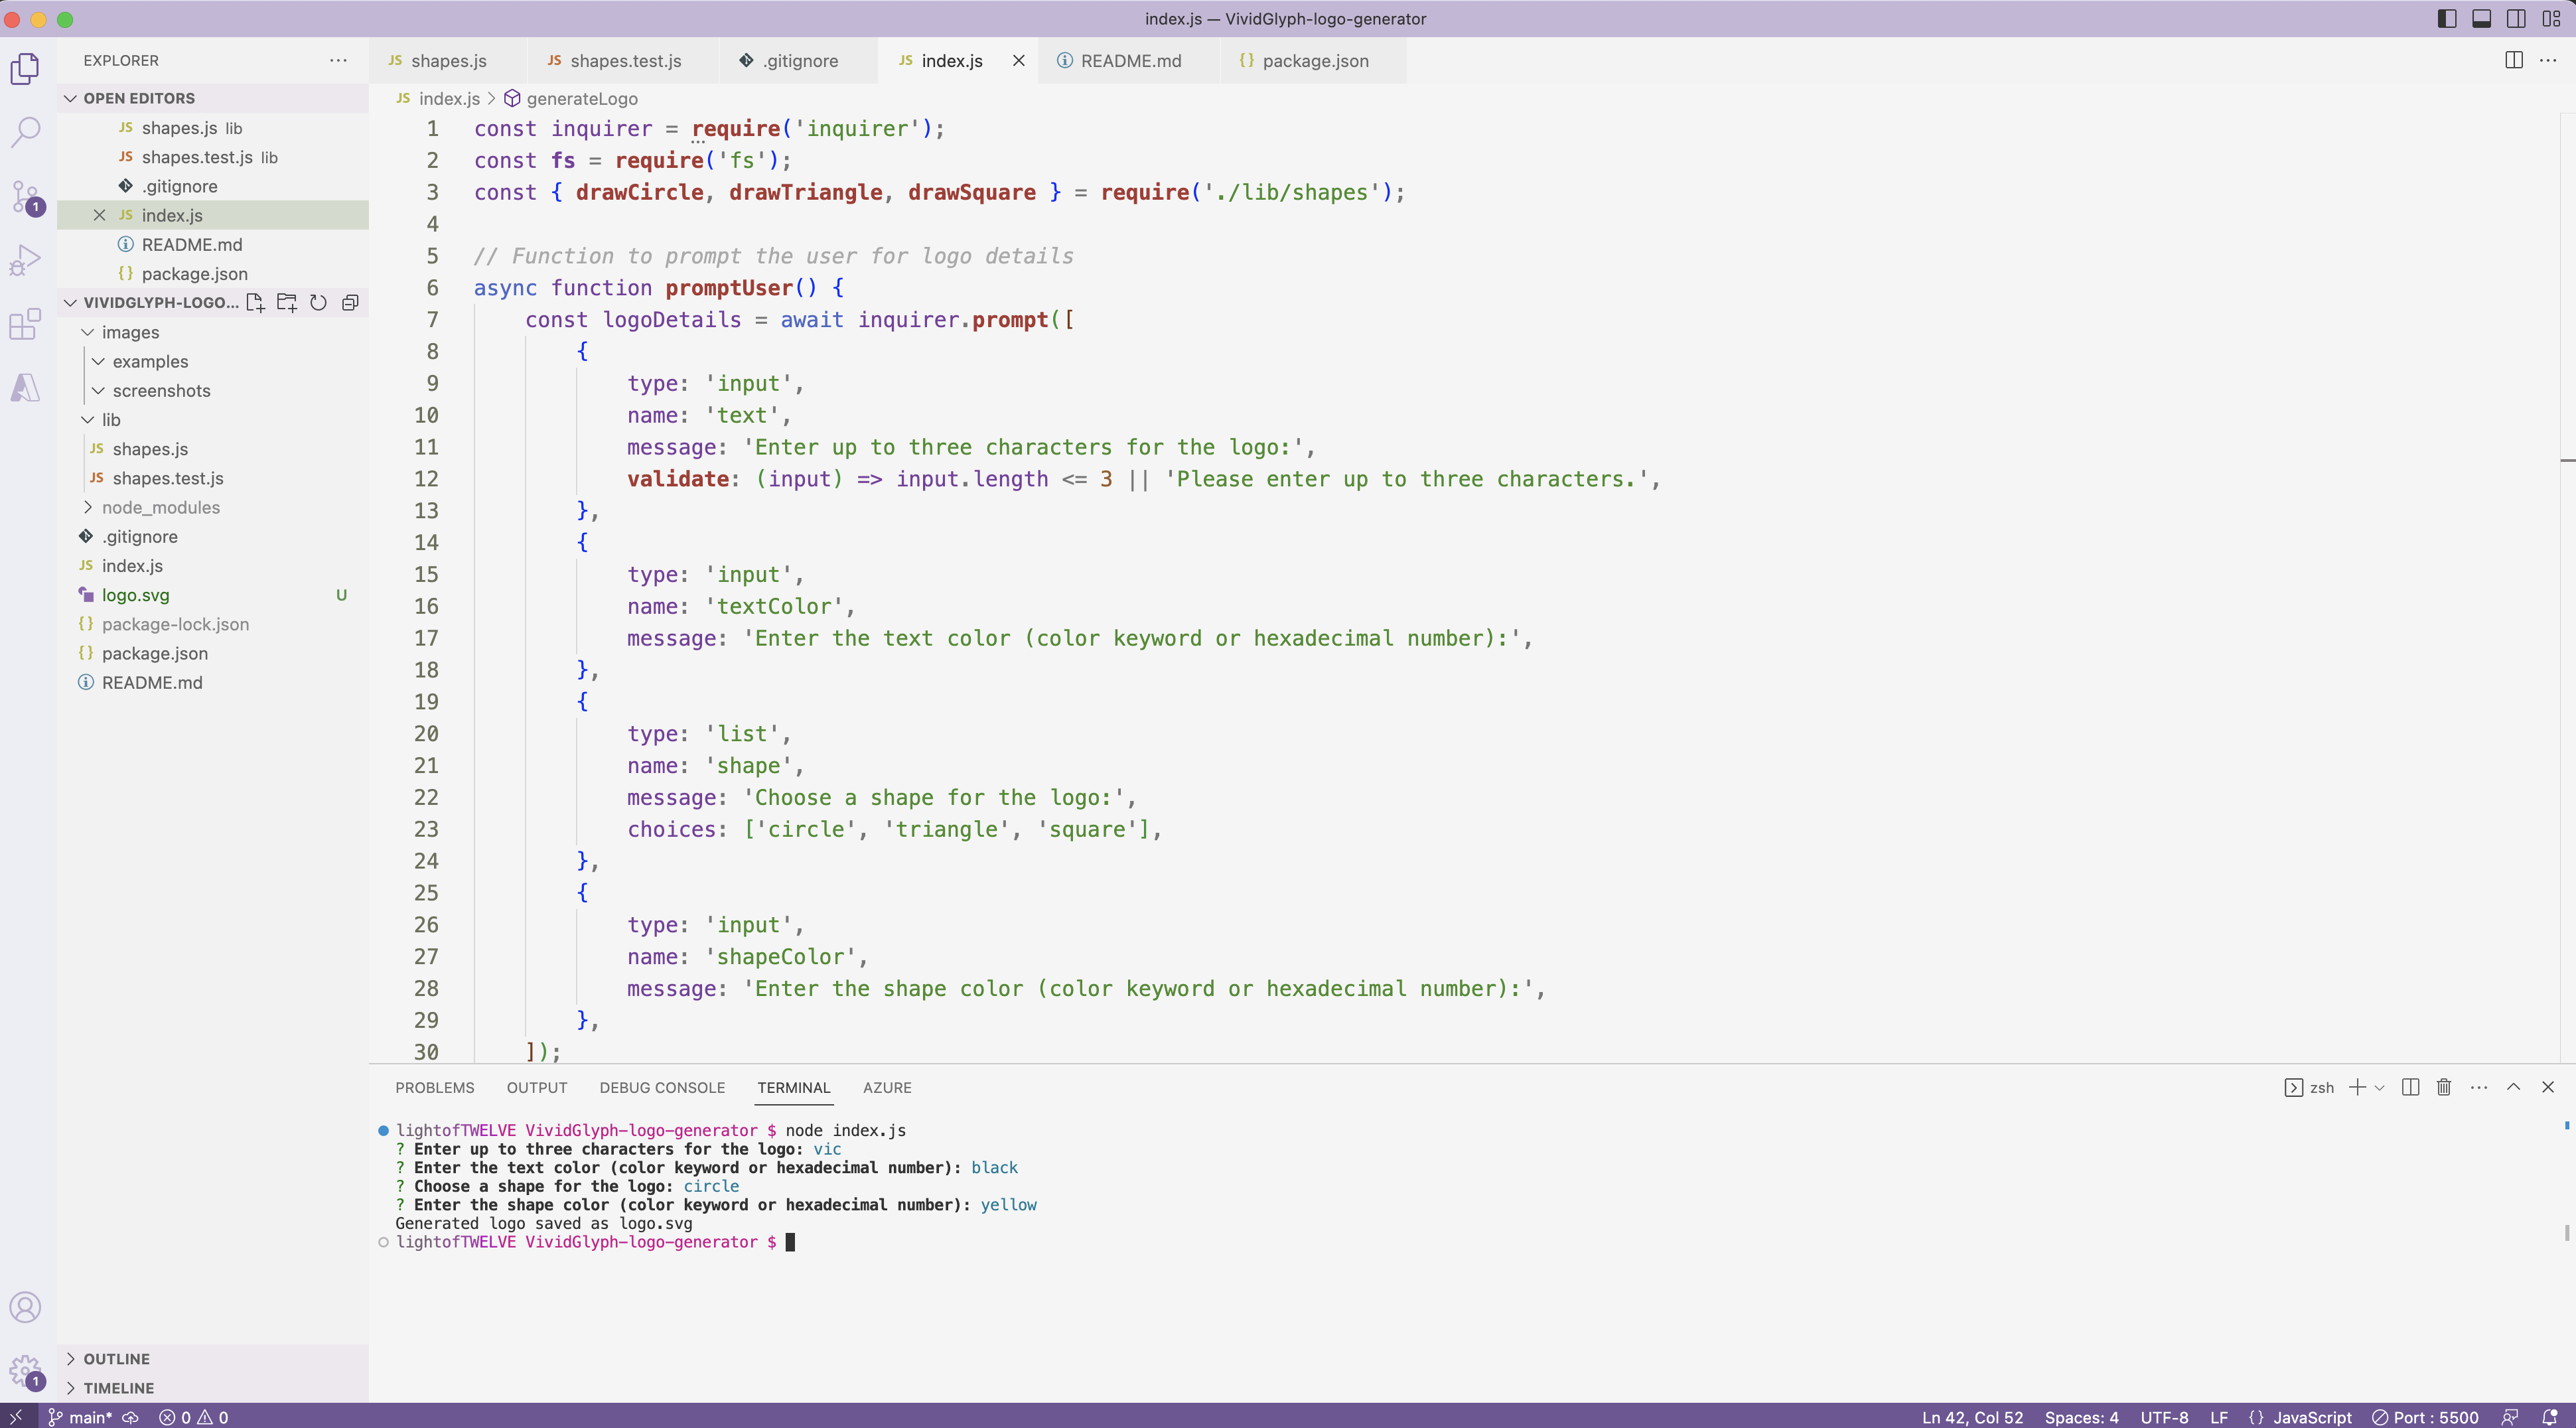 index.js — VividGlyph-logo-generator
EXPLORER
OPEN EDITORS
JS shapes.js lib
JS shapes.test.js lib
.gitignore
JS index.js
README.md
{} package.json
VIVIDGLYPH-LOGO...
images
examples
screenshots
lib
JS shapes.js
JS shapes.test.js
node_modules
.gitignore
JS index.js
logo.svg U
{} package-lock.json
{} package.json
README.md
OUTLINE
TIMELINE
1
1
JS shapes.js
JS shapes.test.js
.gitignore
JS index.js
README.md
{} package.json
JS index.js > generateLogo
1 const inquirer = require('inquirer');
2 const fs = require('fs');
3 const { drawCircle, drawTriangle, drawSquare } = require('./lib/shapes');
4
5 // Function to prompt the user for logo details
6 async function promptUser() {
7 const logoDetails = await inquirer.prompt([
8 {
9 type: 'input',
10 name: 'text',
11 message: 'Enter up to three characters for the logo:',
12 validate: (input) => input.length <= 3 || 'Please enter up to three characters.',
13 },
14 {
15 type: 'input',
16 name: 'textColor',
17 message: 'Enter the text color (color keyword or hexadecimal number):',
18 },
19 {
20 type: 'list',
21 name: 'shape',
22 message: 'Choose a shape for the logo:',
23 choices: ['circle', 'triangle', 'square'],
24 },
25 {
26 type: 'input',
27 name: 'shapeColor',
28 message: 'Enter the shape color (color keyword or hexadecimal number):',
29 },
30 ]);
PROBLEMS OUTPUT DEBUG CONSOLE TERMINAL AZURE
zsh
lightofTWELVE VividGlyph-logo-generator $ node index.js
? Enter up to three characters for the logo: vic
? Enter the text color (color keyword or hexadecimal number): black
? Choose a shape for the logo: circle
? Enter the shape color (color keyword or hexadecimal number): yellow
Generated logo saved as logo.svg
lightofTWELVE VividGlyph-logo-generator $
main* 0 0
Ln 42, Col 52 Spaces: 4 UTF-8 LF {} JavaScript Port : 5500